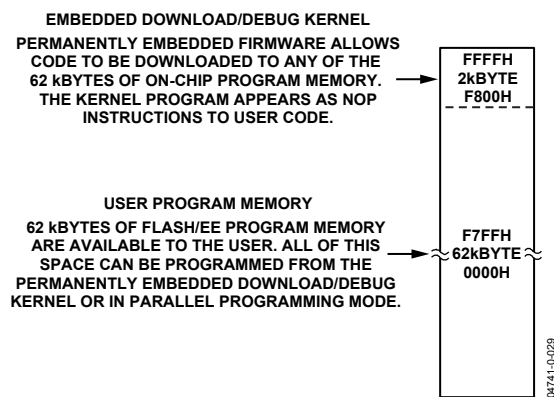 EMBEDDED DOWNLOAD/DEBUG KERNEL
PERMANENTLY EMBEDDED FIRMWARE ALLOWS
CODE TO BE DOWNLOADED TO ANY OF THE
62 kBYTES OF ON-CHIP PROGRAM MEMORY.
THE KERNEL PROGRAM APPEARS AS NOP
INSTRUCTIONS TO USER CODE.
FFFFH
2kBYTE
F800H
USER PROGRAM MEMORY
62 kBYTES OF FLASH/EE PROGRAM MEMORY
ARE AVAILABLE TO THE USER. ALL OF THIS
SPACE CAN BE PROGRAMMED FROM THE
PERMANENTLY EMBEDDED DOWNLOAD/DEBUG
KERNEL OR IN PARALLEL PROGRAMMING MODE.
F7FFH
62kBYTE
0000H
04741-0-029